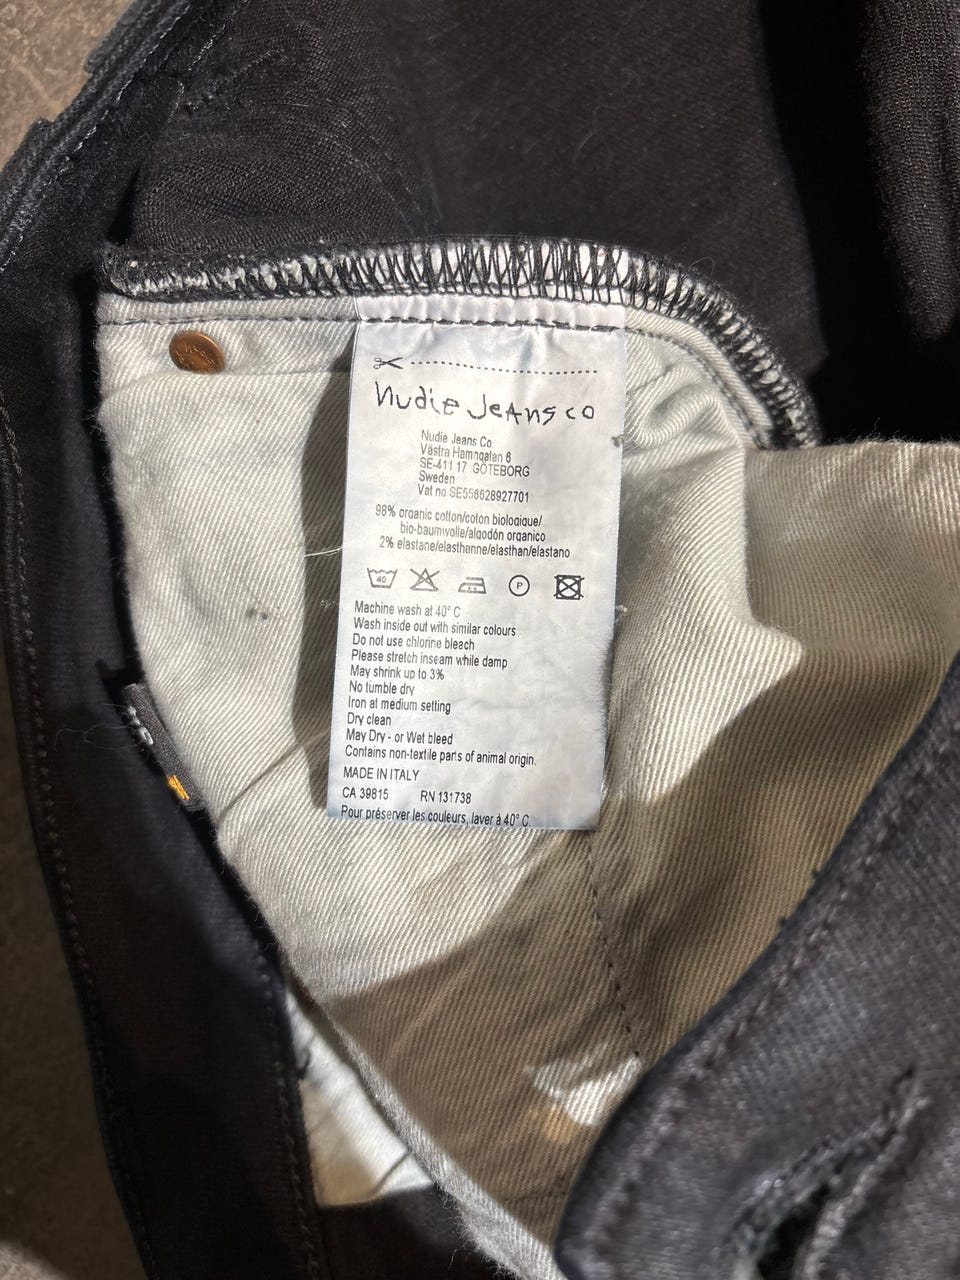 Nudie Jeans co
Nudie Jeans Co.
Västra Hamngatan 6
SE-411 17 GÖTEBORG
Sweden
Vat no SE556628927701
98% organic cotton/coton biologique/
bio-baumwolle/algodón organico
2% elastane/elasthanne/elasthan/elastano
40
P
Machine wash at 40° C
Wash inside out with similar colours
Do not use chlorine bleach
Please stretch inseam while damp
May shrink up to 3%
No tumble dry
Iron at medium setting
Dry clean
May Dry - or Wet bleed
Contains non-textile parts of animal origin.
MADE IN ITALY
CA 39815 RN 131738
Pour préserver les couleurs, laver à 40° C